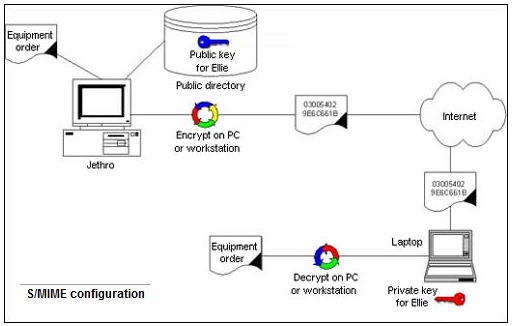 Equipment
order
Public key
for Ellie
Public directory
Jethro
Encrypt on PC
or workstation
03005402
9E6C661B
Internet
03005402
9E6C661B
Laptop
Equipment
order
Decrypt on PC
or workstation
Private key
for Ellie
S/MIME configuration